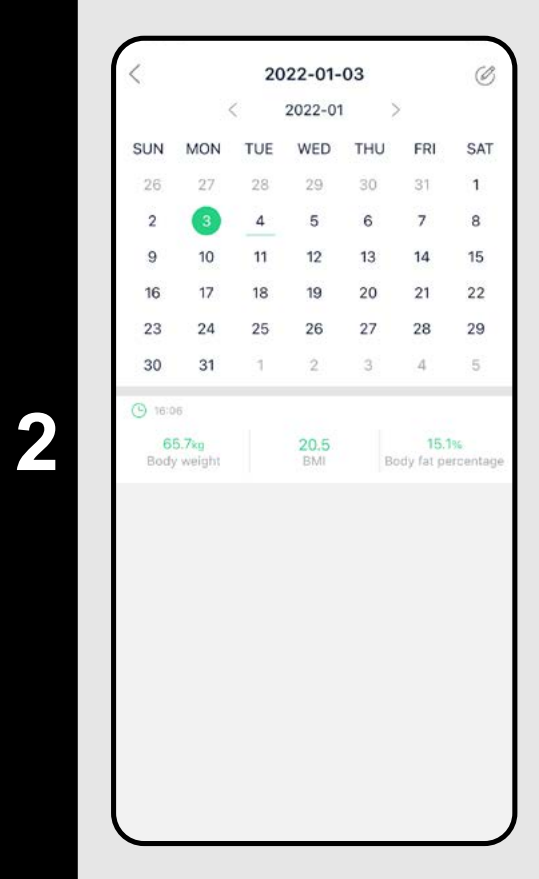 2
2022-01-03
2022-01
SUN MON TUE WED THU FRI SAT
26 27 28 29 30 31 1
2 3 4 5 6 7 8
9 10 11 12 13 14 15
16 17 18 19 20 21 22
23 24 25 26 27 28 29
30 31 1 2 3 4 5
16:06
65.7kg 20.5 15.1%
Body weight BMI Body fat percentage